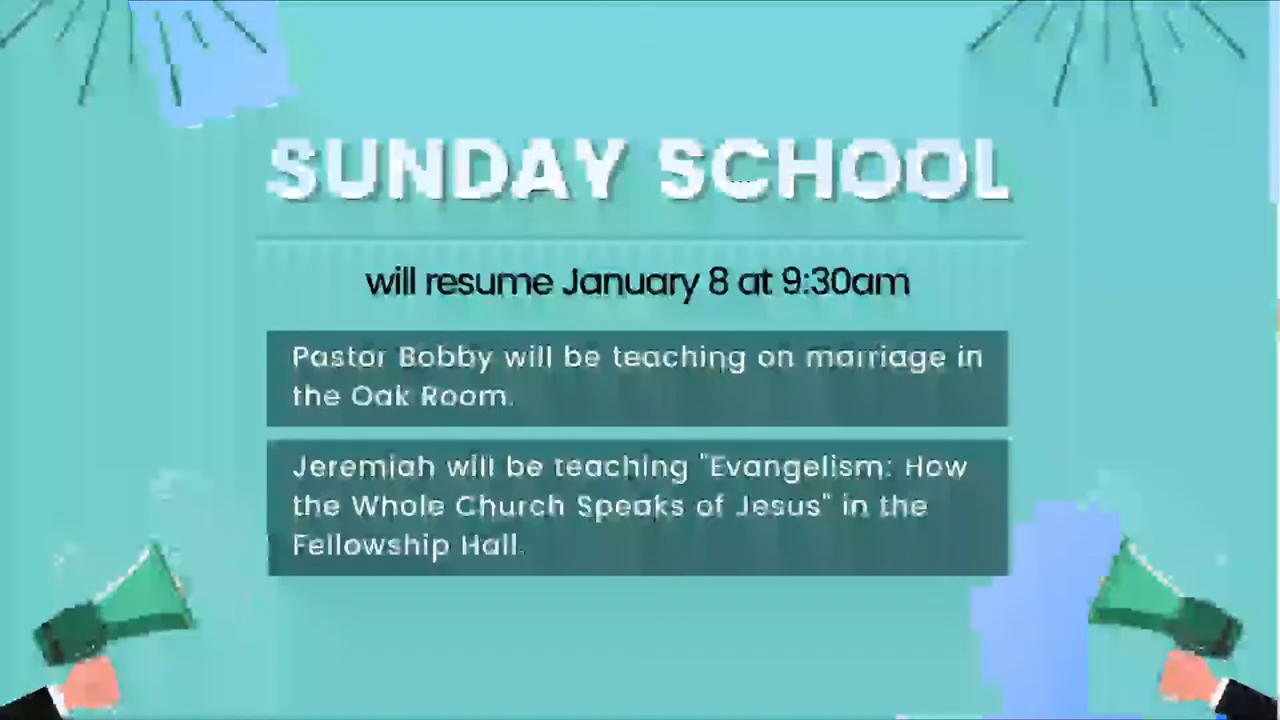 SUNDAY SCHOOL
will resume January 8 at 9:30am
Pastor Bobby will be teaching on marriage in
the Oak Room.
Jeremiah will be teaching "Evangelism: How
the Whole Church Speaks of Jesus" in the
Fellowship Hall.